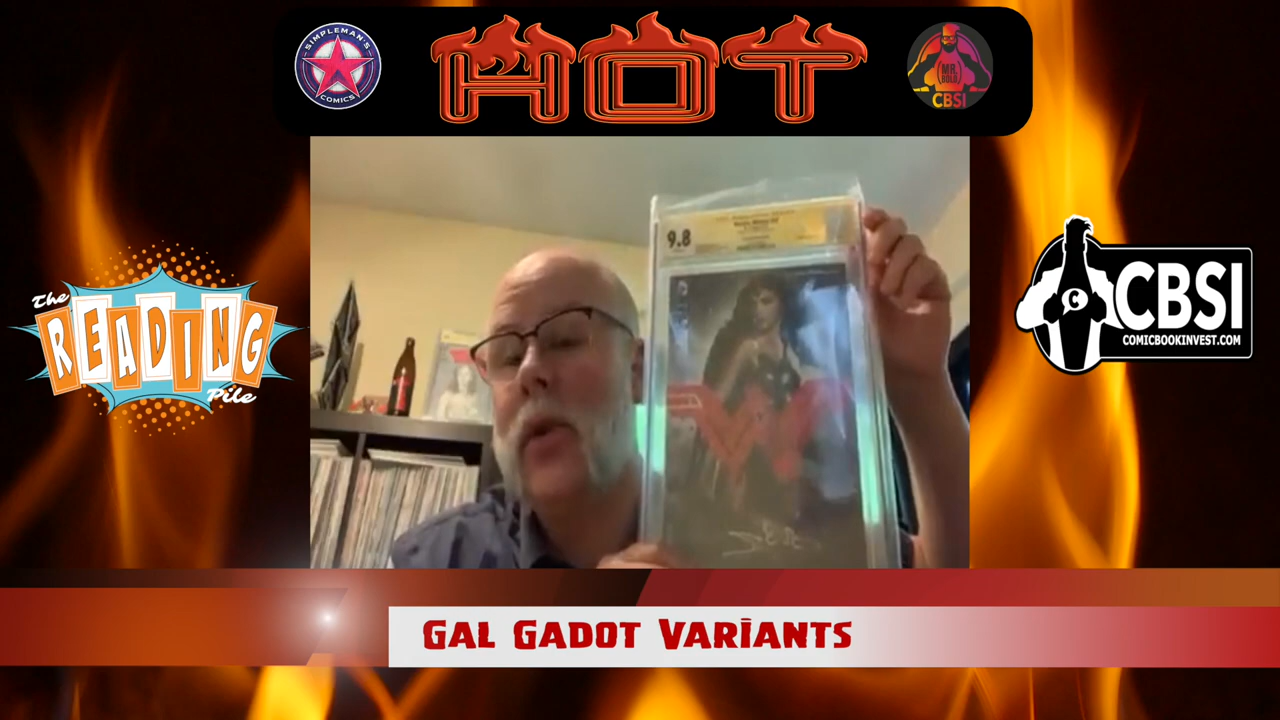 SIMPLEMAN'S
COMICS
HOT
MR.
BOLD
CBSI
9.8
The
READING
Pile
C
CBSI
COMICBOOKINVEST.COM
W
GAL GADOT VARIANTS